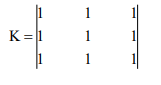 |1 1 1|
K = |1 1 1|
|1 1 1|